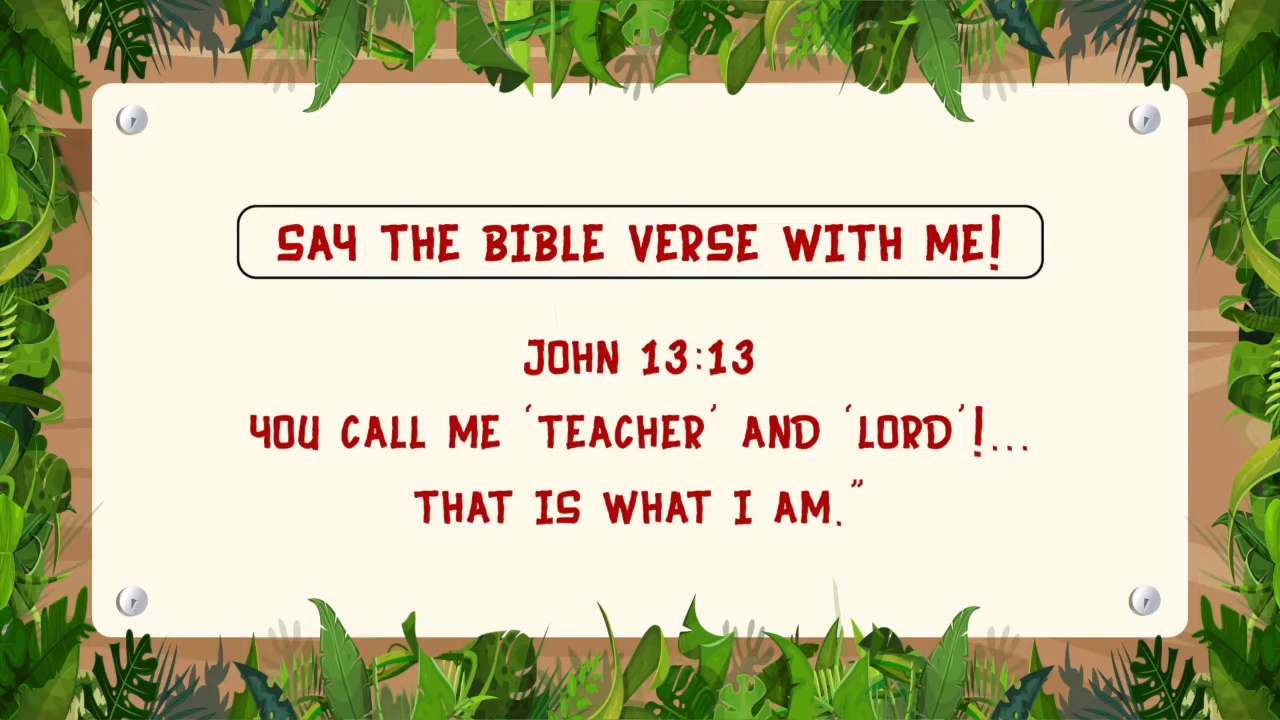 SAY THE BIBLE VERSE WITH ME!
JOHN 13:13
YOU CALL ME ‘TEACHER’ AND ‘LORD’!...
THAT IS WHAT I AM.”